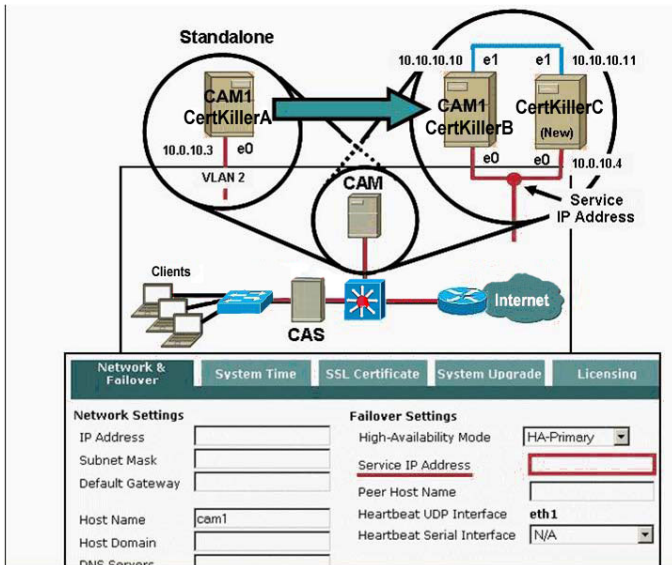 Standalone
10.10.10.10
e1
e1
10.10.10.11
CAM1
CertKillerA
CAM1
CertKillerB
CertKillerC
(New)
10.0.10.3
e0
VLAN 2
e0
e0
10.0.10.4
CAM
Service
IP Address
Clients
CAS
Internet
Network &
Failover
System Time
SSL Certificate
System Upgrade
Licensing
Network Settings
IP Address
Subnet Mask
Default Gateway
Host Name
cam1
Host Domain
DNS Servers
Failover Settings
High-Availability Mode
HA-Primary
Service IP Address
Peer Host Name
Heartbeat UDP Interface
eth1
Heartbeat Serial Interface
N/A